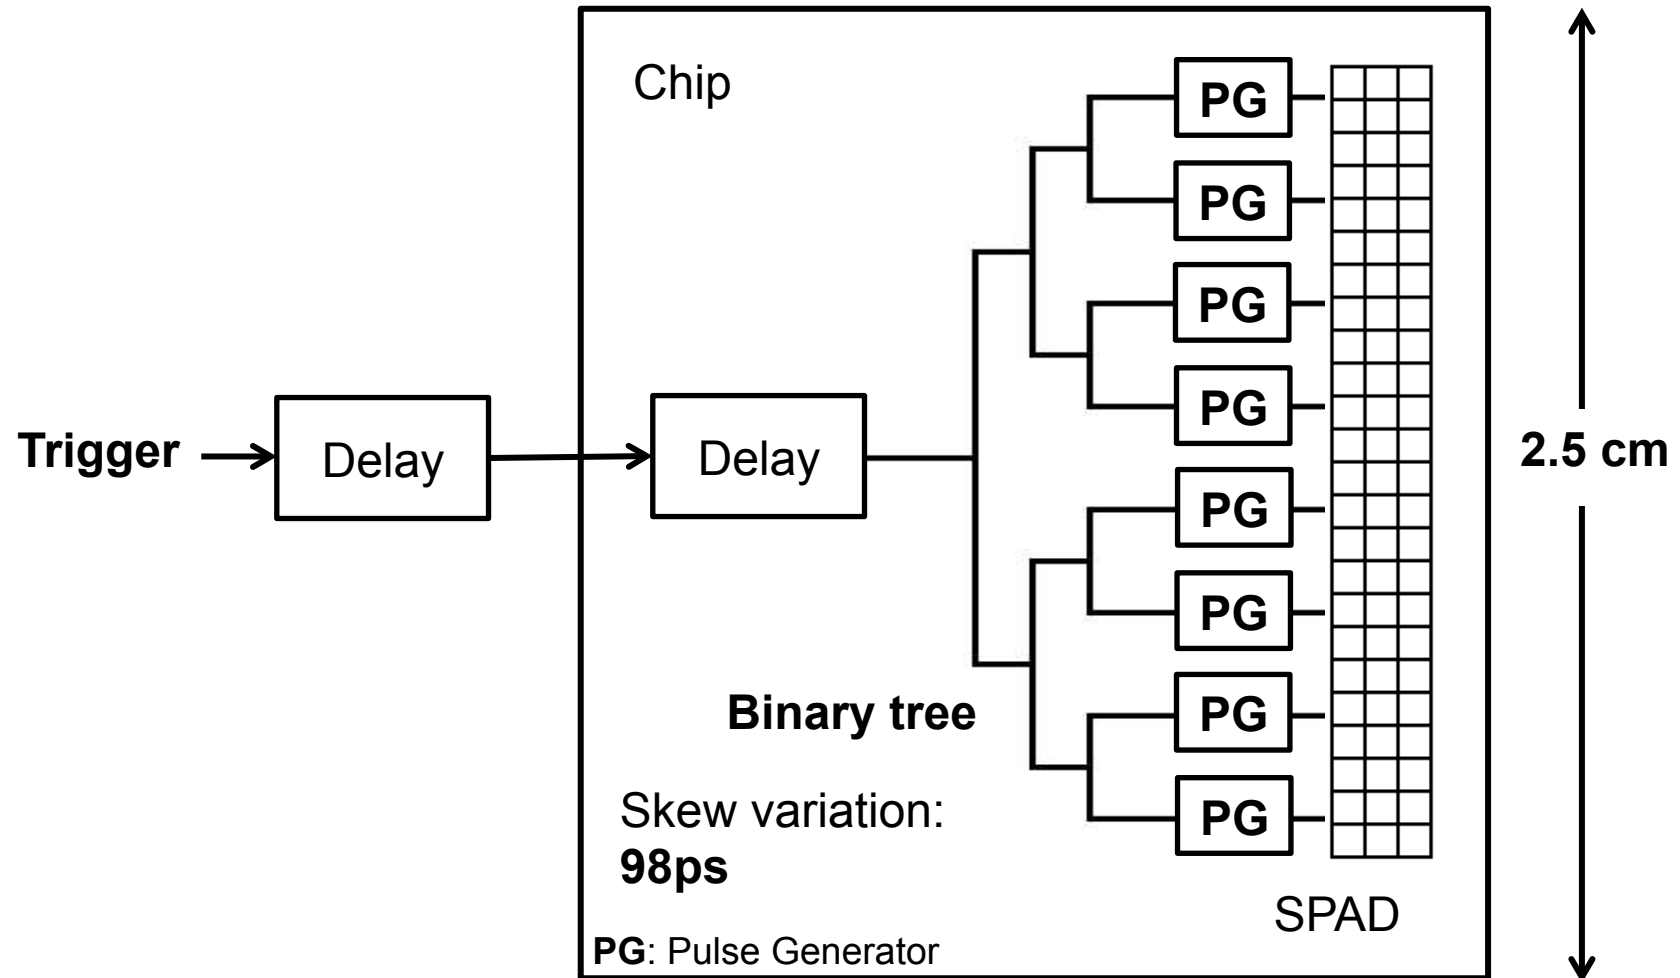 Chip
PG
PG
PG
PG
Trigger
Delay
Delay
2.5 cm
PG
PG
PG
PG
Binary tree
Skew variation:
98ps
SPAD
PG: Pulse Generator